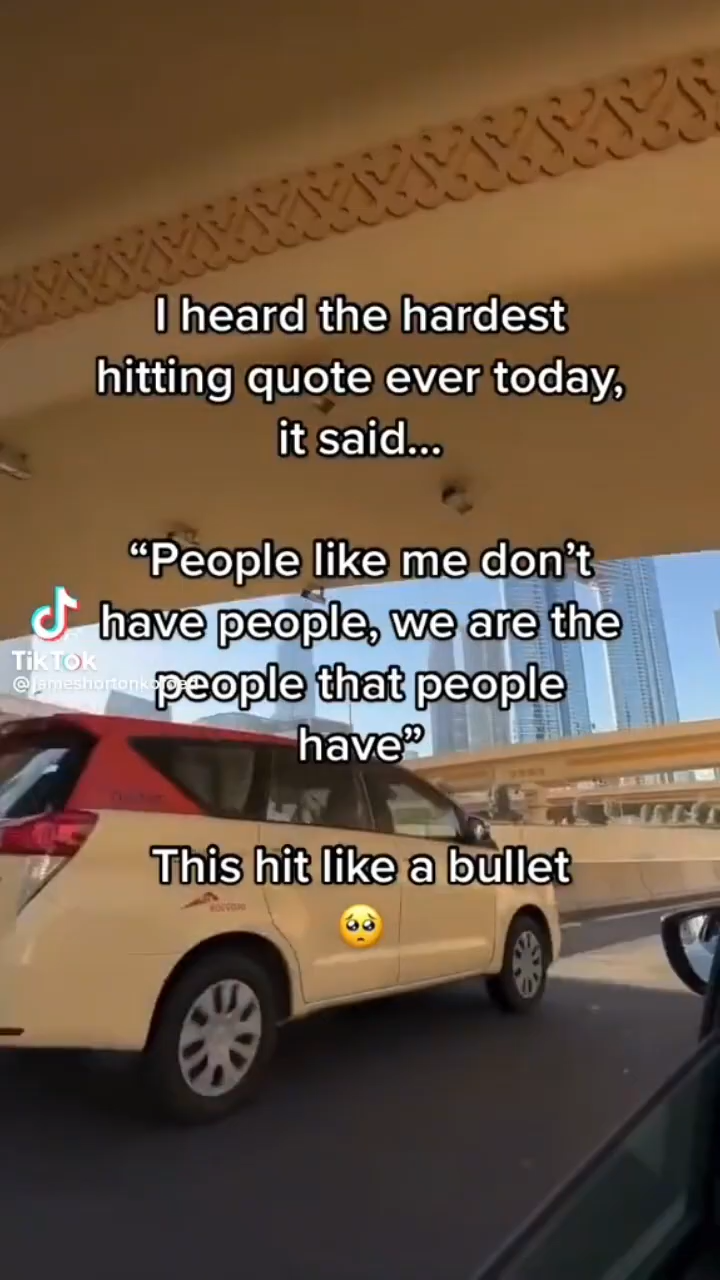 I heard the hardest
hitting quote ever today,
it said...
“People like me don’t
have people, we are the
people that people
have”
TikTok
This hit like a bullet
🥺